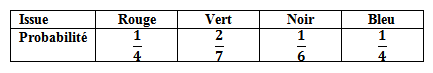 Issue Rouge Vert Noir Bleu
Probabilité 1/4 2/7 1/6 1/4